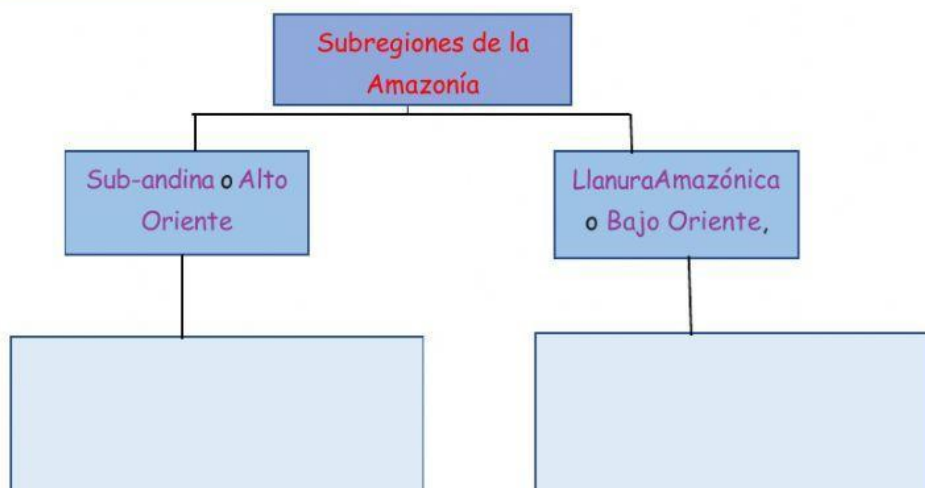 Subregiones de la
Amazonía
Sub-andina o Alto
Oriente
LlanuraAmazónica
o Bajo Oriente,